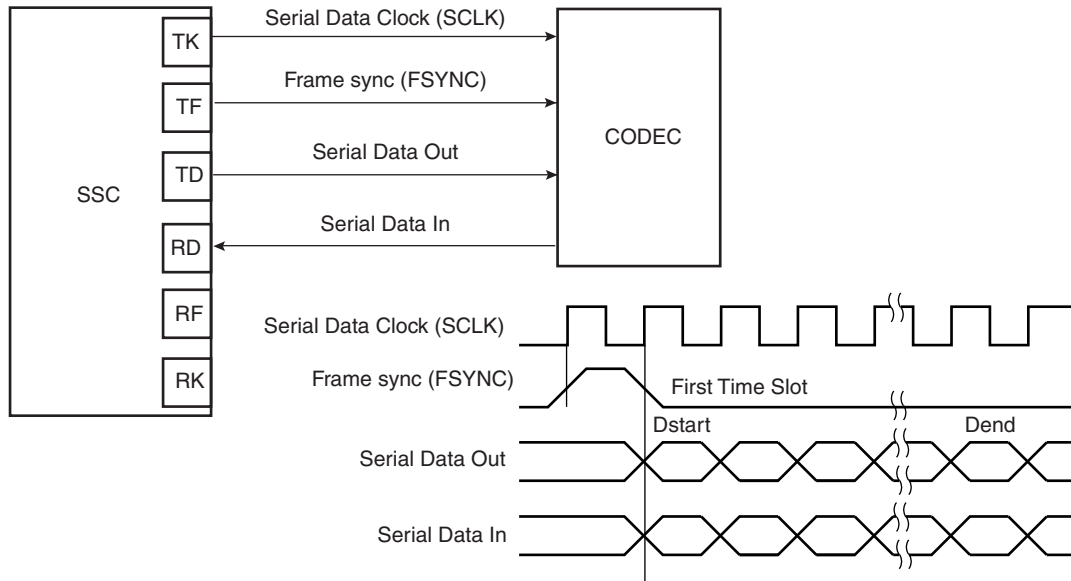 Serial Data Clock (SCLK)
TK
Frame sync (FSYNC)
TF
CODEC
Serial Data Out
TD
SSC
Serial Data In
RD
RF
Serial Data Clock (SCLK)
RK
Frame sync (FSYNC)
First Time Slot
Dstart
Dend
Serial Data Out
Serial Data In